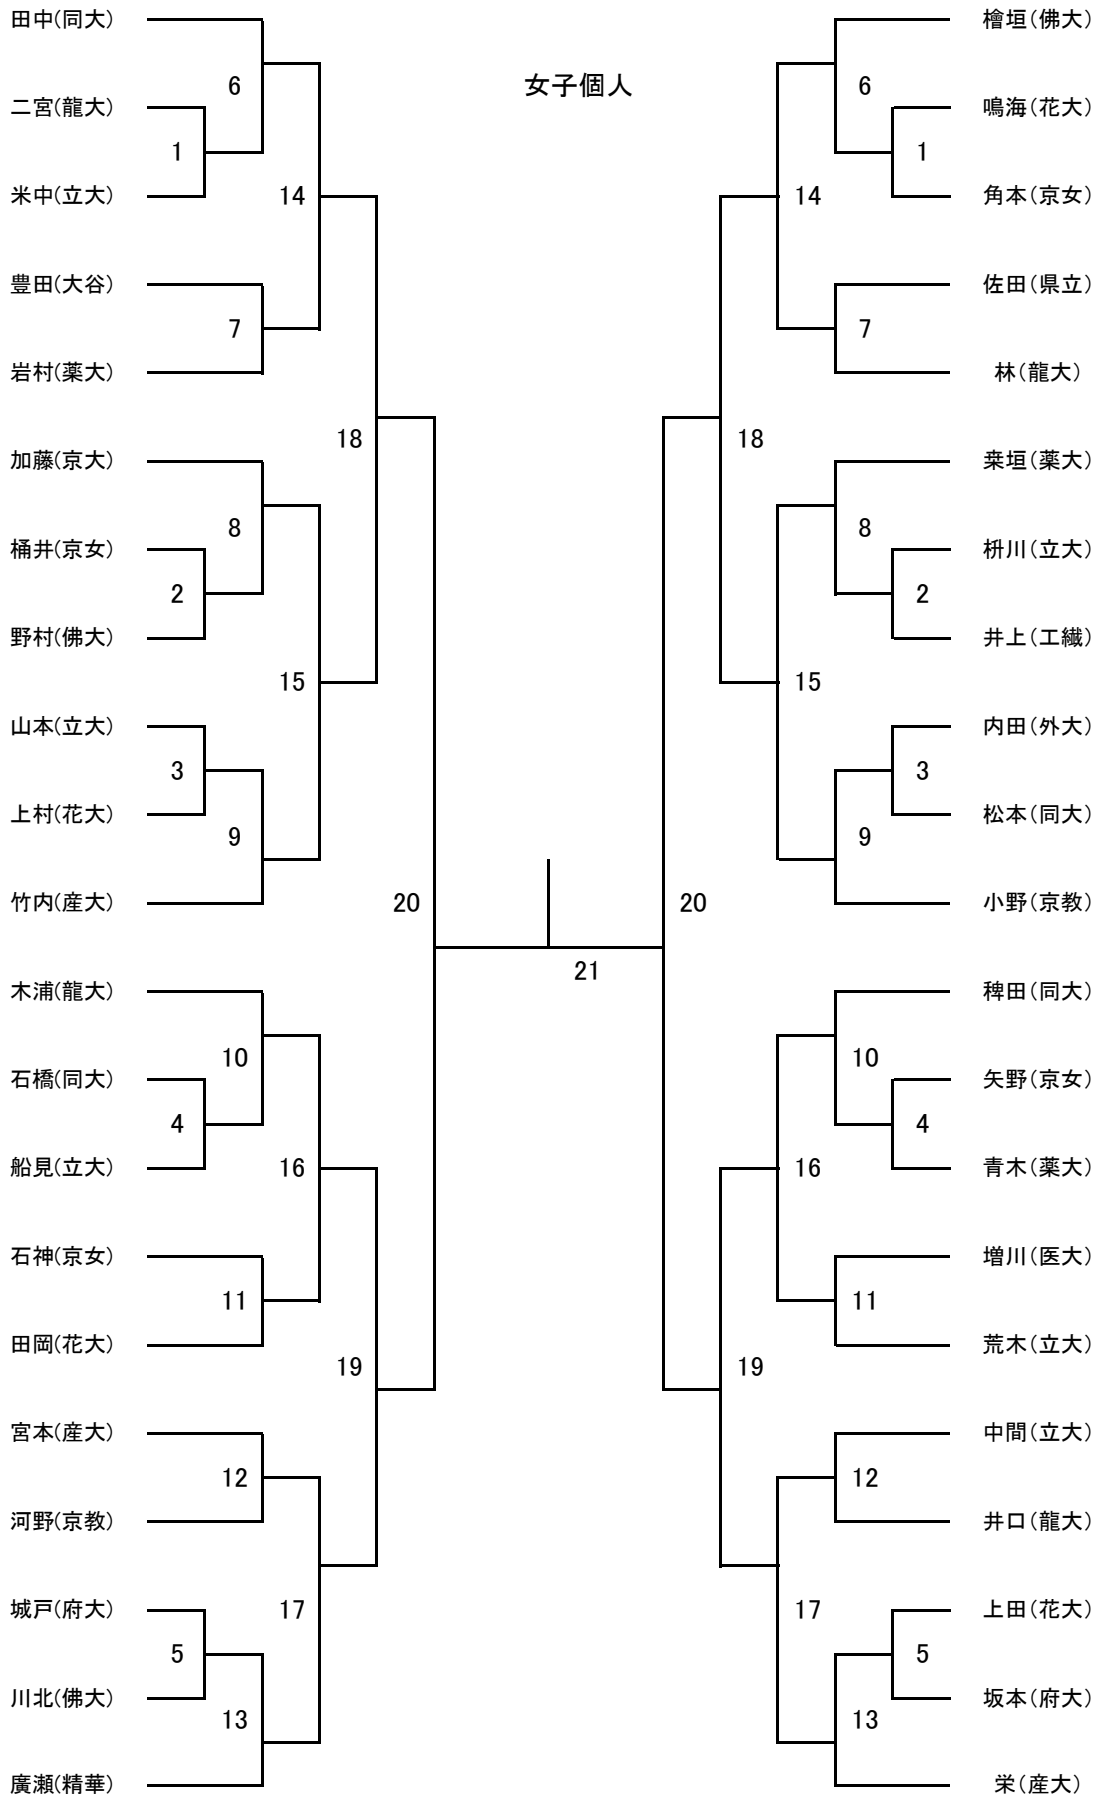 女子個人
田中(同大)
6
二宮(龍大)
1
米中(立大)
14
豊田(大谷)
7
岩村(薬大)
18
加藤(京大)
8
桶井(京女)
2
野村(佛大)
15
山本(立大)
3
上村(花大)
9
竹内(産大)
20
木浦(龍大)
10
石橋(同大)
4
船見(立大)
16
石神(京女)
11
田岡(花大)
19
宮本(産大)
12
河野(京教)
17
城戸(府大)
5
川北(佛大)
13
廣瀬(精華)
21
檜垣(佛大)
6
鳴海(花大)
1
角本(京女)
14
佐田(県立)
7
林(龍大)
18
桒垣(薬大)
8
枡川(立大)
2
井上(工繊)
15
内田(外大)
3
松本(同大)
9
小野(京教)
20
稗田(同大)
10
矢野(京女)
4
青木(薬大)
16
増川(医大)
11
荒木(立大)
19
中間(立大)
12
井口(龍大)
17
上田(花大)
5
坂本(府大)
13
栄(産大)